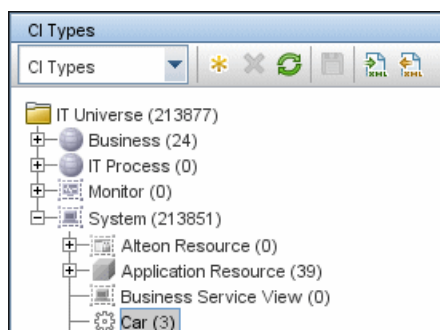 CI Types
CI Types
IT Universe (213877)
Business (24)
IT Process (0)
Monitor (0)
System (213851)
Alteon Resource (0)
Application Resource (39)
Business Service View (0)
Car (3)